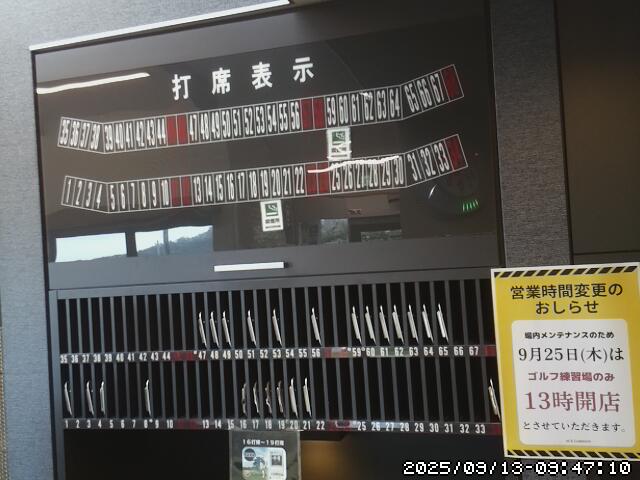 打席表示
35 36 37 38 39 40 41 42 43 44 47 48 49 50 51 52 53 54 55 56 59 60 61 62 63 64 65 66 67
1 2 3 4 5 6 7 8 9 10 13 14 15 16 17 18 19 20 21 22 25 26 27 28 29 30 31 32 33
35 36 37 38 39 40 41 42 43 44 47 48 49 50 51 52 53 54 55 56 59 60 61 62 63 64 65 66 67
1 2 3 4 5 6 7 8 9 10 13 14 15 16 17 18 19 20 21 22 25 26 27 28 29 30 31 32 33
16打席～19打席
営業時間変更の
おしらせ
場内メンテナンスのため
9月25日(木)は
ゴルフ練習場のみ
13時開店
とさせていただきます。
2025/09/13-09:47:10